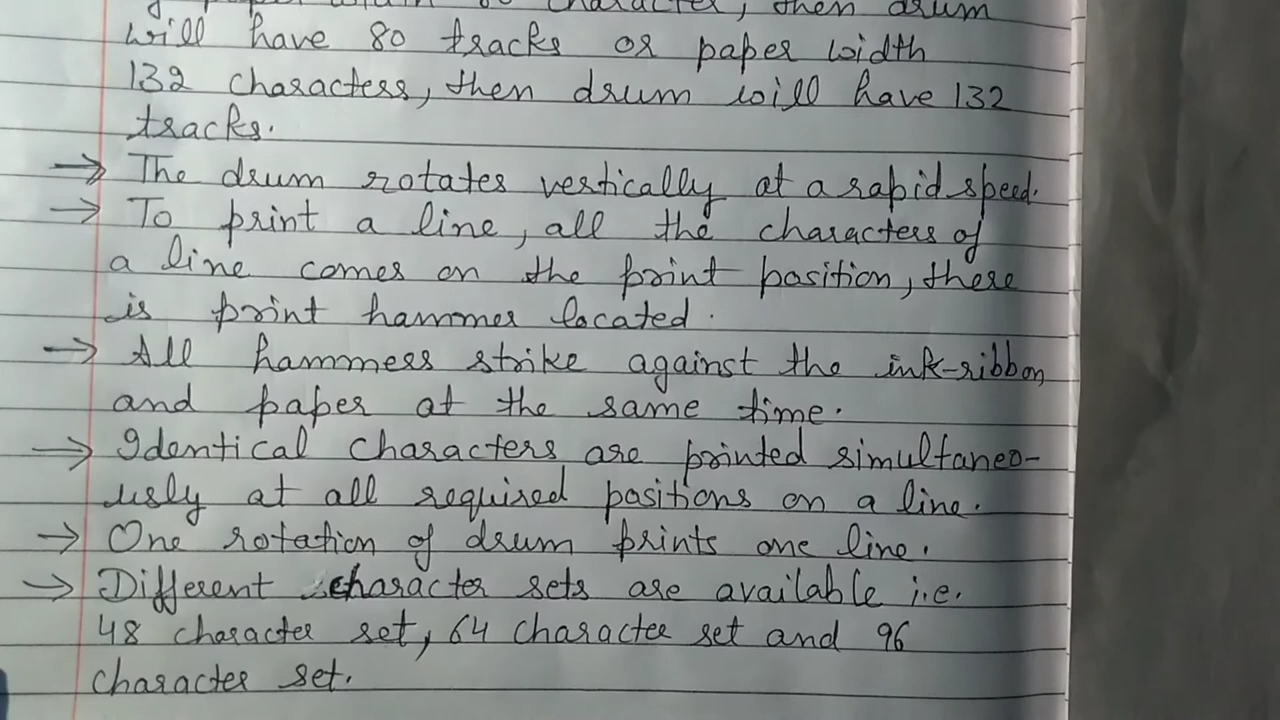 character, then drum
will have 80 tracks or paper width
132 characters, then drum will have 132
tracks.
→ The drum rotates vertically at a rapid speed.
→ To print a line, all the characters of
a line comes on the print position, there
is print hammer located.
→ All hammers strike against the ink-ribbon
and paper at the same time.
→ Identical characters are printed simultaneo-
usly at all required positions on a line.
→ One rotation of drum prints one line.
→ Different character sets are available i.e.
48 character set, 64 character set and 96
character set.